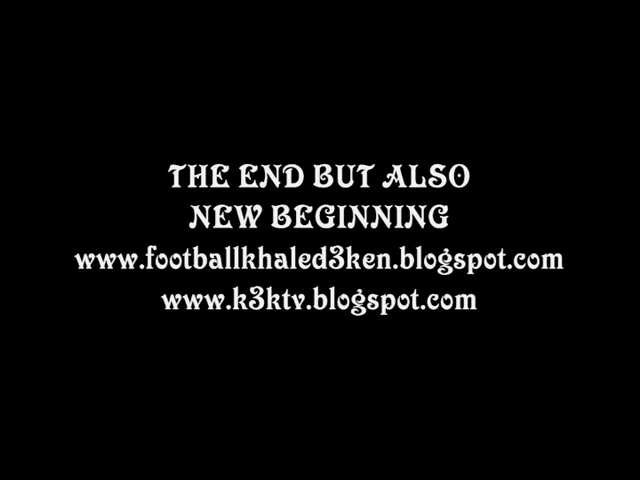 THE END BUT ALSO
NEW BEGINNING
www.footballkhaled3ken.blogspot.com
www.k3ktv.blogspot.com